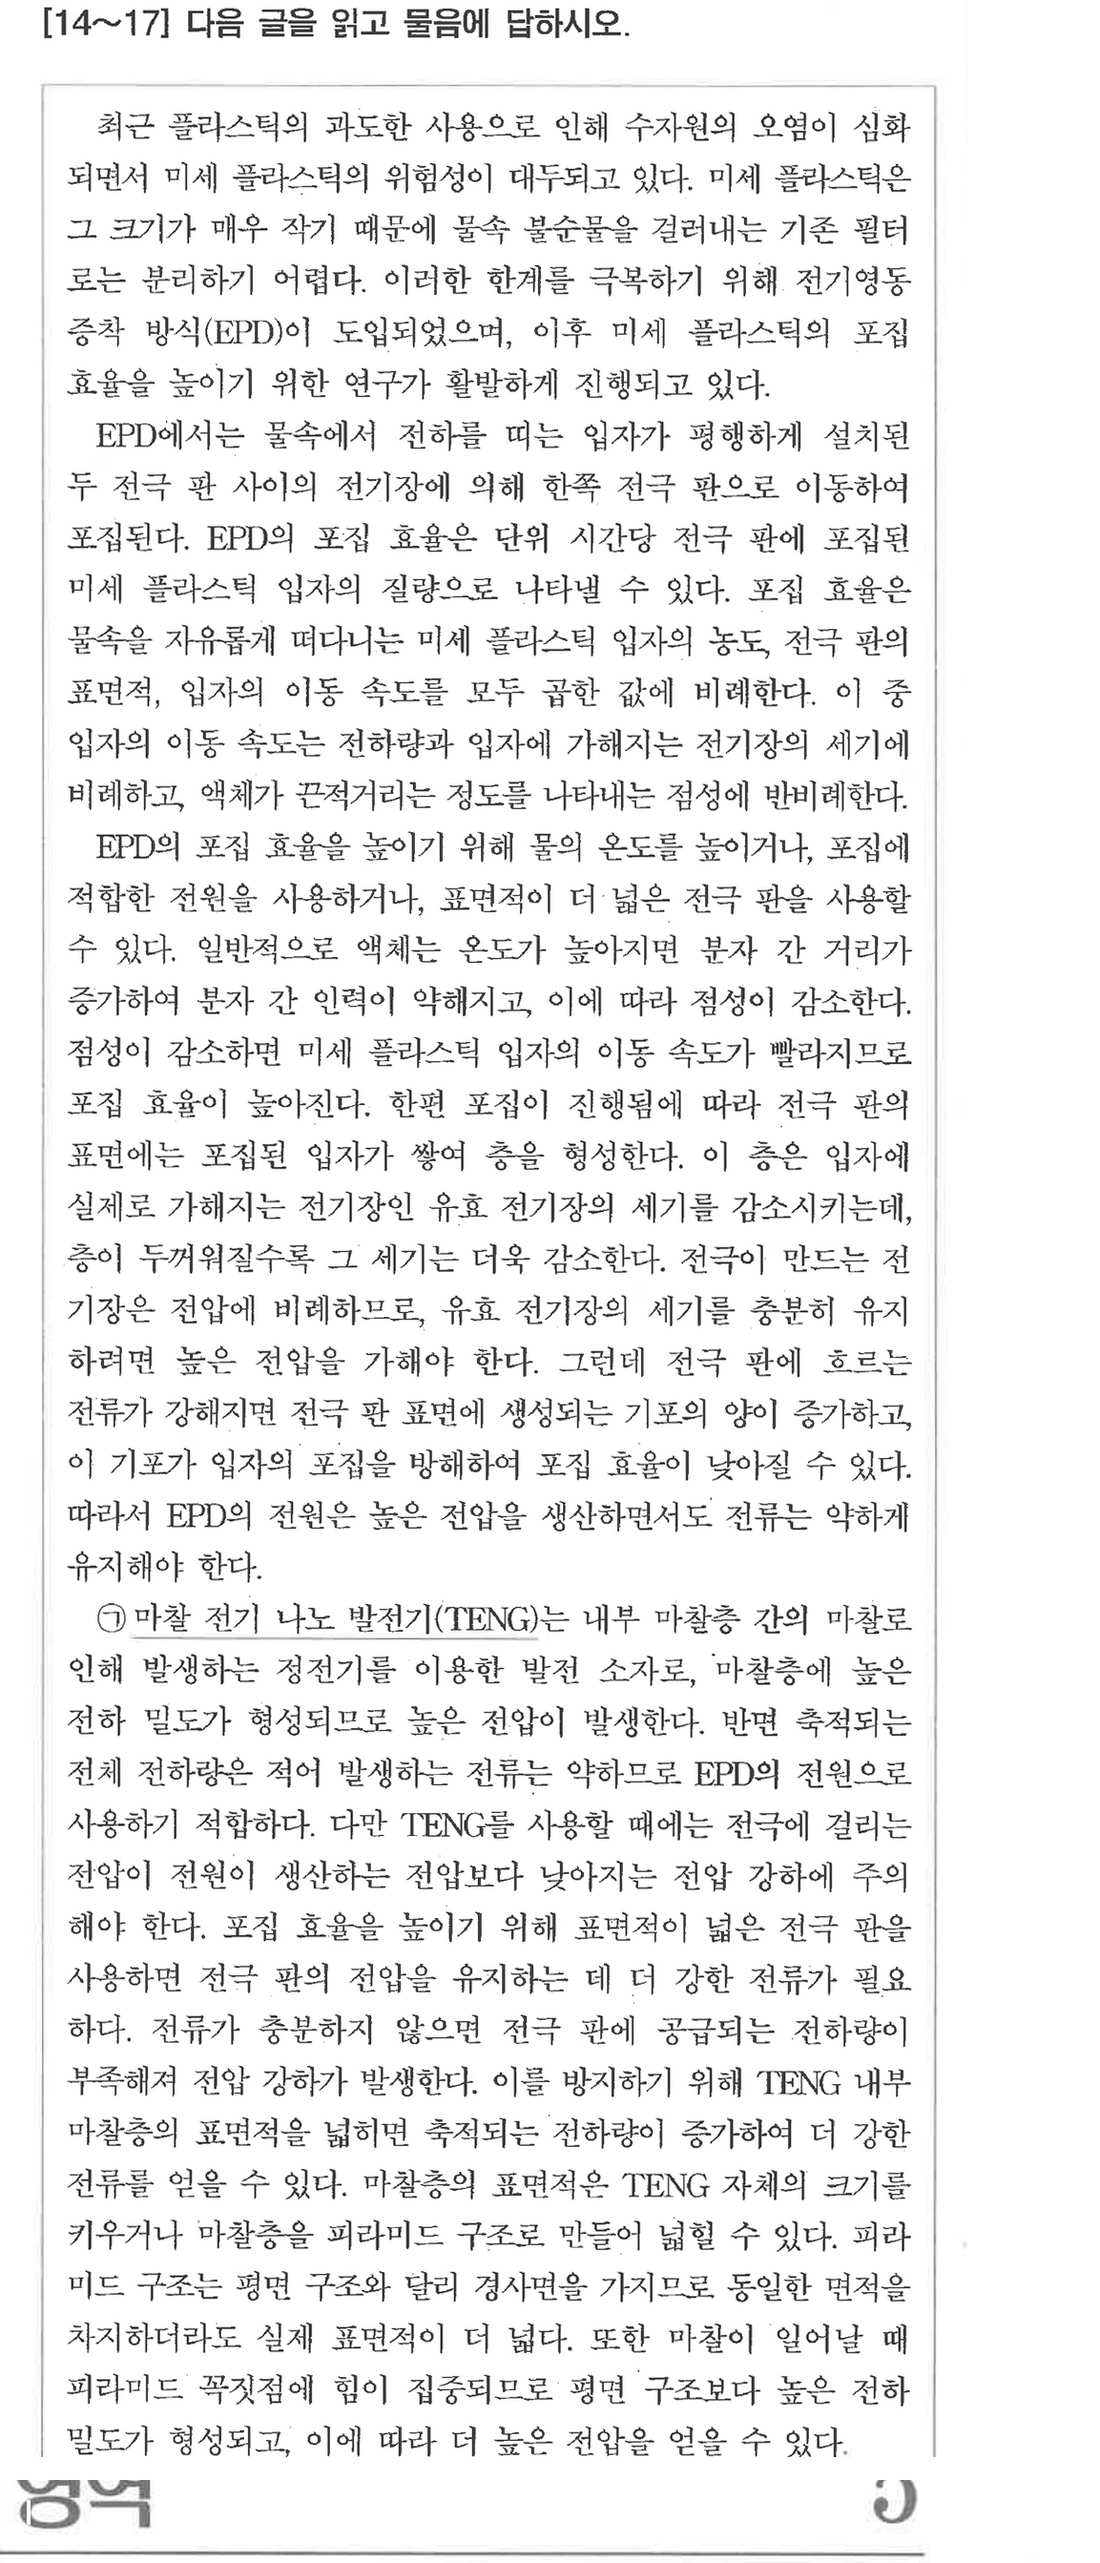 [14～17] 다음 글을 읽고 물음에 답하시오.
최근 플라스틱의 과도한 사용으로 인해 수자원의 오염이 심화
되면서 미세 플라스틱의 위험성이 대두되고 있다. 미세 플라스틱은
그 크기가 매우 작기 때문에 물속 불순물을 걸러내는 기존 필터
로는 분리하기 어렵다. 이러한 한계를 극복하기 위해 전기영동
증착 방식(EPD)이 도입되었으며, 이후 미세 플라스틱의 포집
효율을 높이기 위한 연구가 활발하게 진행되고 있다.
EPD에서는 물속에서 전하를 띠는 입자가 평행하게 설치된
두 전극 판 사이의 전기장에 의해 한쪽 전극 판으로 이동하여
포집된다. EPD의 포집 효율은 단위 시간당 전극 판에 포집된
미세 플라스틱 입자의 질량으로 나타낼 수 있다. 포집 효율은
물속을 자유롭게 떠다니는 미세 플라스틱 입자의 농도, 전극 판의
표면적, 입자의 이동 속도를 모두 곱한 값에 비례한다. 이 중
입자의 이동 속도는 전하량과 입자에 가해지는 전기장의 세기에
비례하고, 액체가 끈적거리는 정도를 나타내는 점성에 반비례한다.
EPD의 포집 효율을 높이기 위해 물의 온도를 높이거나, 포집에
적합한 전원을 사용하거나, 표면적이 더 넓은 전극 판을 사용할
수 있다. 일반적으로 액체는 온도가 높아지면 분자 간 거리가
증가하여 분자 간 인력이 약해지고, 이에 따라 점성이 감소한다.
점성이 감소하면 미세 플라스틱 입자의 이동 속도가 빨라지므로
포집 효율이 높아진다. 한편 포집이 진행됨에 따라 전극 판의
표면에는 포집된 입자가 쌓여 층을 형성한다. 이 층은 입자에
실제로 가해지는 전기장인 유효 전기장의 세기를 감소시키는데,
층이 두꺼워질수록 그 세기는 더욱 감소한다. 전극이 만드는 전
기장은 전압에 비례하므로, 유효 전기장의 세기를 충분히 유지
하려면 높은 전압을 가해야 한다. 그런데 전극 판에 흐르는
전류가 강해지면 전극 판 표면에 생성되는 기포의 양이 증가하고,
이 기포가 입자의 포집을 방해하여 포집 효율이 낮아질 수 있다.
따라서 EPD의 전원은 높은 전압을 생산하면서도 전류는 약하게
유지해야 한다.
㉠마찰 전기 나노 발전기(TENG)는 내부 마찰층 간의 마찰로
인해 발생하는 정전기를 이용한 발전 소자로, 마찰층에 높은
전하 밀도가 형성되므로 높은 전압이 발생한다. 반면 축적되는
전체 전하량은 적어 발생하는 전류는 약하므로 EPD의 전원으로
사용하기 적합하다. 다만 TENG를 사용할 때에는 전극에 걸리는
전압이 전원이 생산하는 전압보다 낮아지는 전압 강하에 주의
해야 한다. 포집 효율을 높이기 위해 표면적이 넓은 전극 판을
사용하면 전극 판의 전압을 유지하는 데 더 강한 전류가 필요
하다. 전류가 충분하지 않으면 전극 판에 공급되는 전하량이
부족해져 전압 강하가 발생한다. 이를 방지하기 위해 TENG 내부
마찰층의 표면적을 넓히면 축적되는 전하량이 증가하여 더 강한
전류를 얻을 수 있다. 마찰층의 표면적은 TENG 자체의 크기를
키우거나 마찰층을 피라미드 구조로 만들어 넓힐 수 있다. 피라
미드 구조는 평면 구조와 달리 경사면을 가지므로 동일한 면적을
차지하더라도 실제 표면적이 더 넓다. 또한 마찰이 일어날 때
피라미드 꼭짓점에 힘이 집중되므로 평면 구조보다 높은 전하
밀도가 형성되고, 이에 따라 더 높은 전압을 얻을 수 있다.